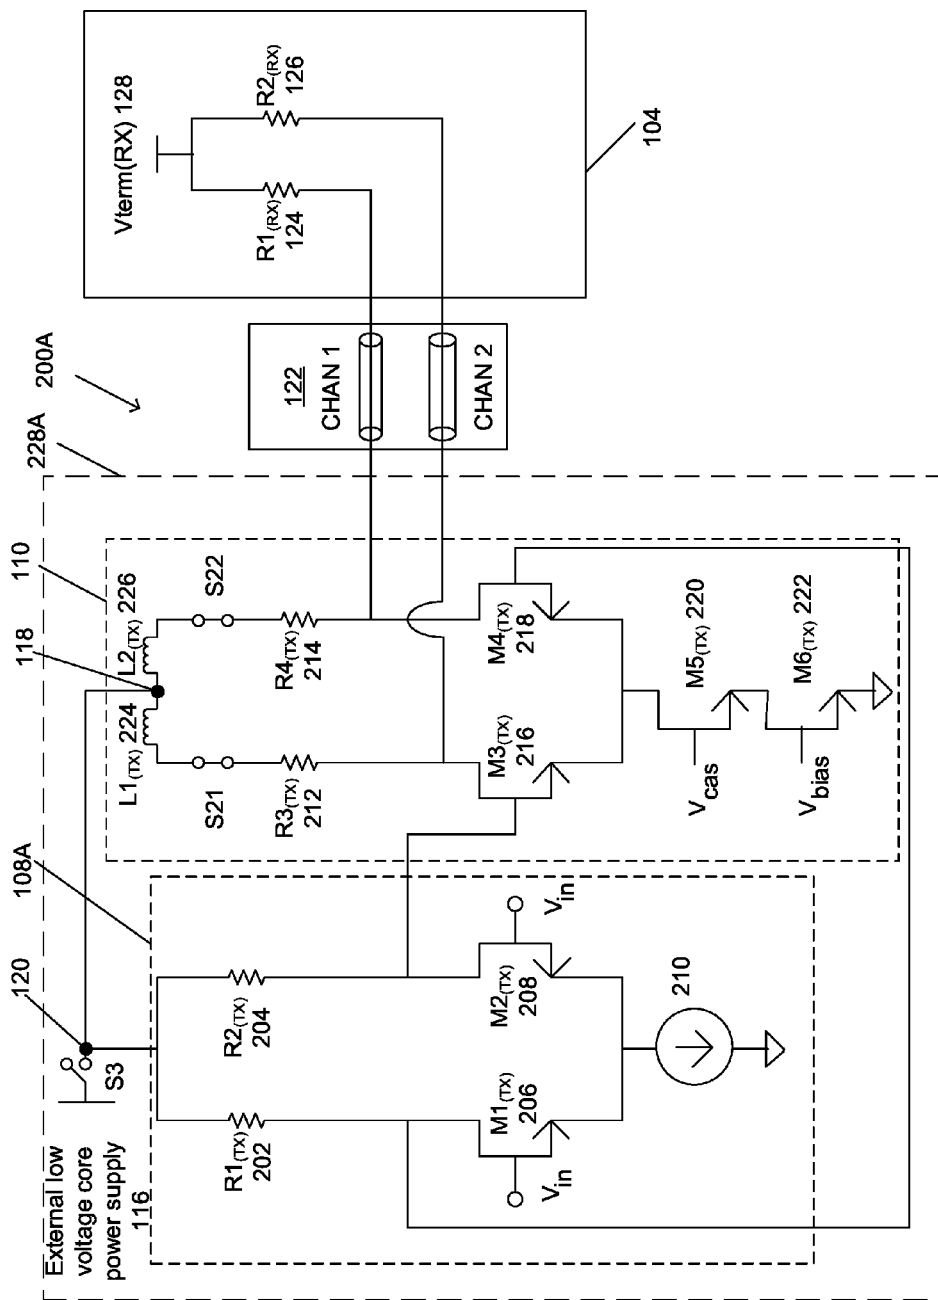 External low
voltage core
power supply
116
S3
120
108A
118
110
228A
200A
R1(TX)
202
R2(TX)
204
M1(TX)
206
M2(TX)
208
Vin
Vin
210
L1(TX) 224
L2(TX) 226
S21
S22
R3(TX)
212
R4(TX)
214
M3(TX)
216
M4(TX)
218
M5(TX) 220
M6(TX) 222
Vcas
Vbias
122
CHAN 1
CHAN 2
Vterm(RX) 128
R1(RX)
124
R2(RX)
126
104